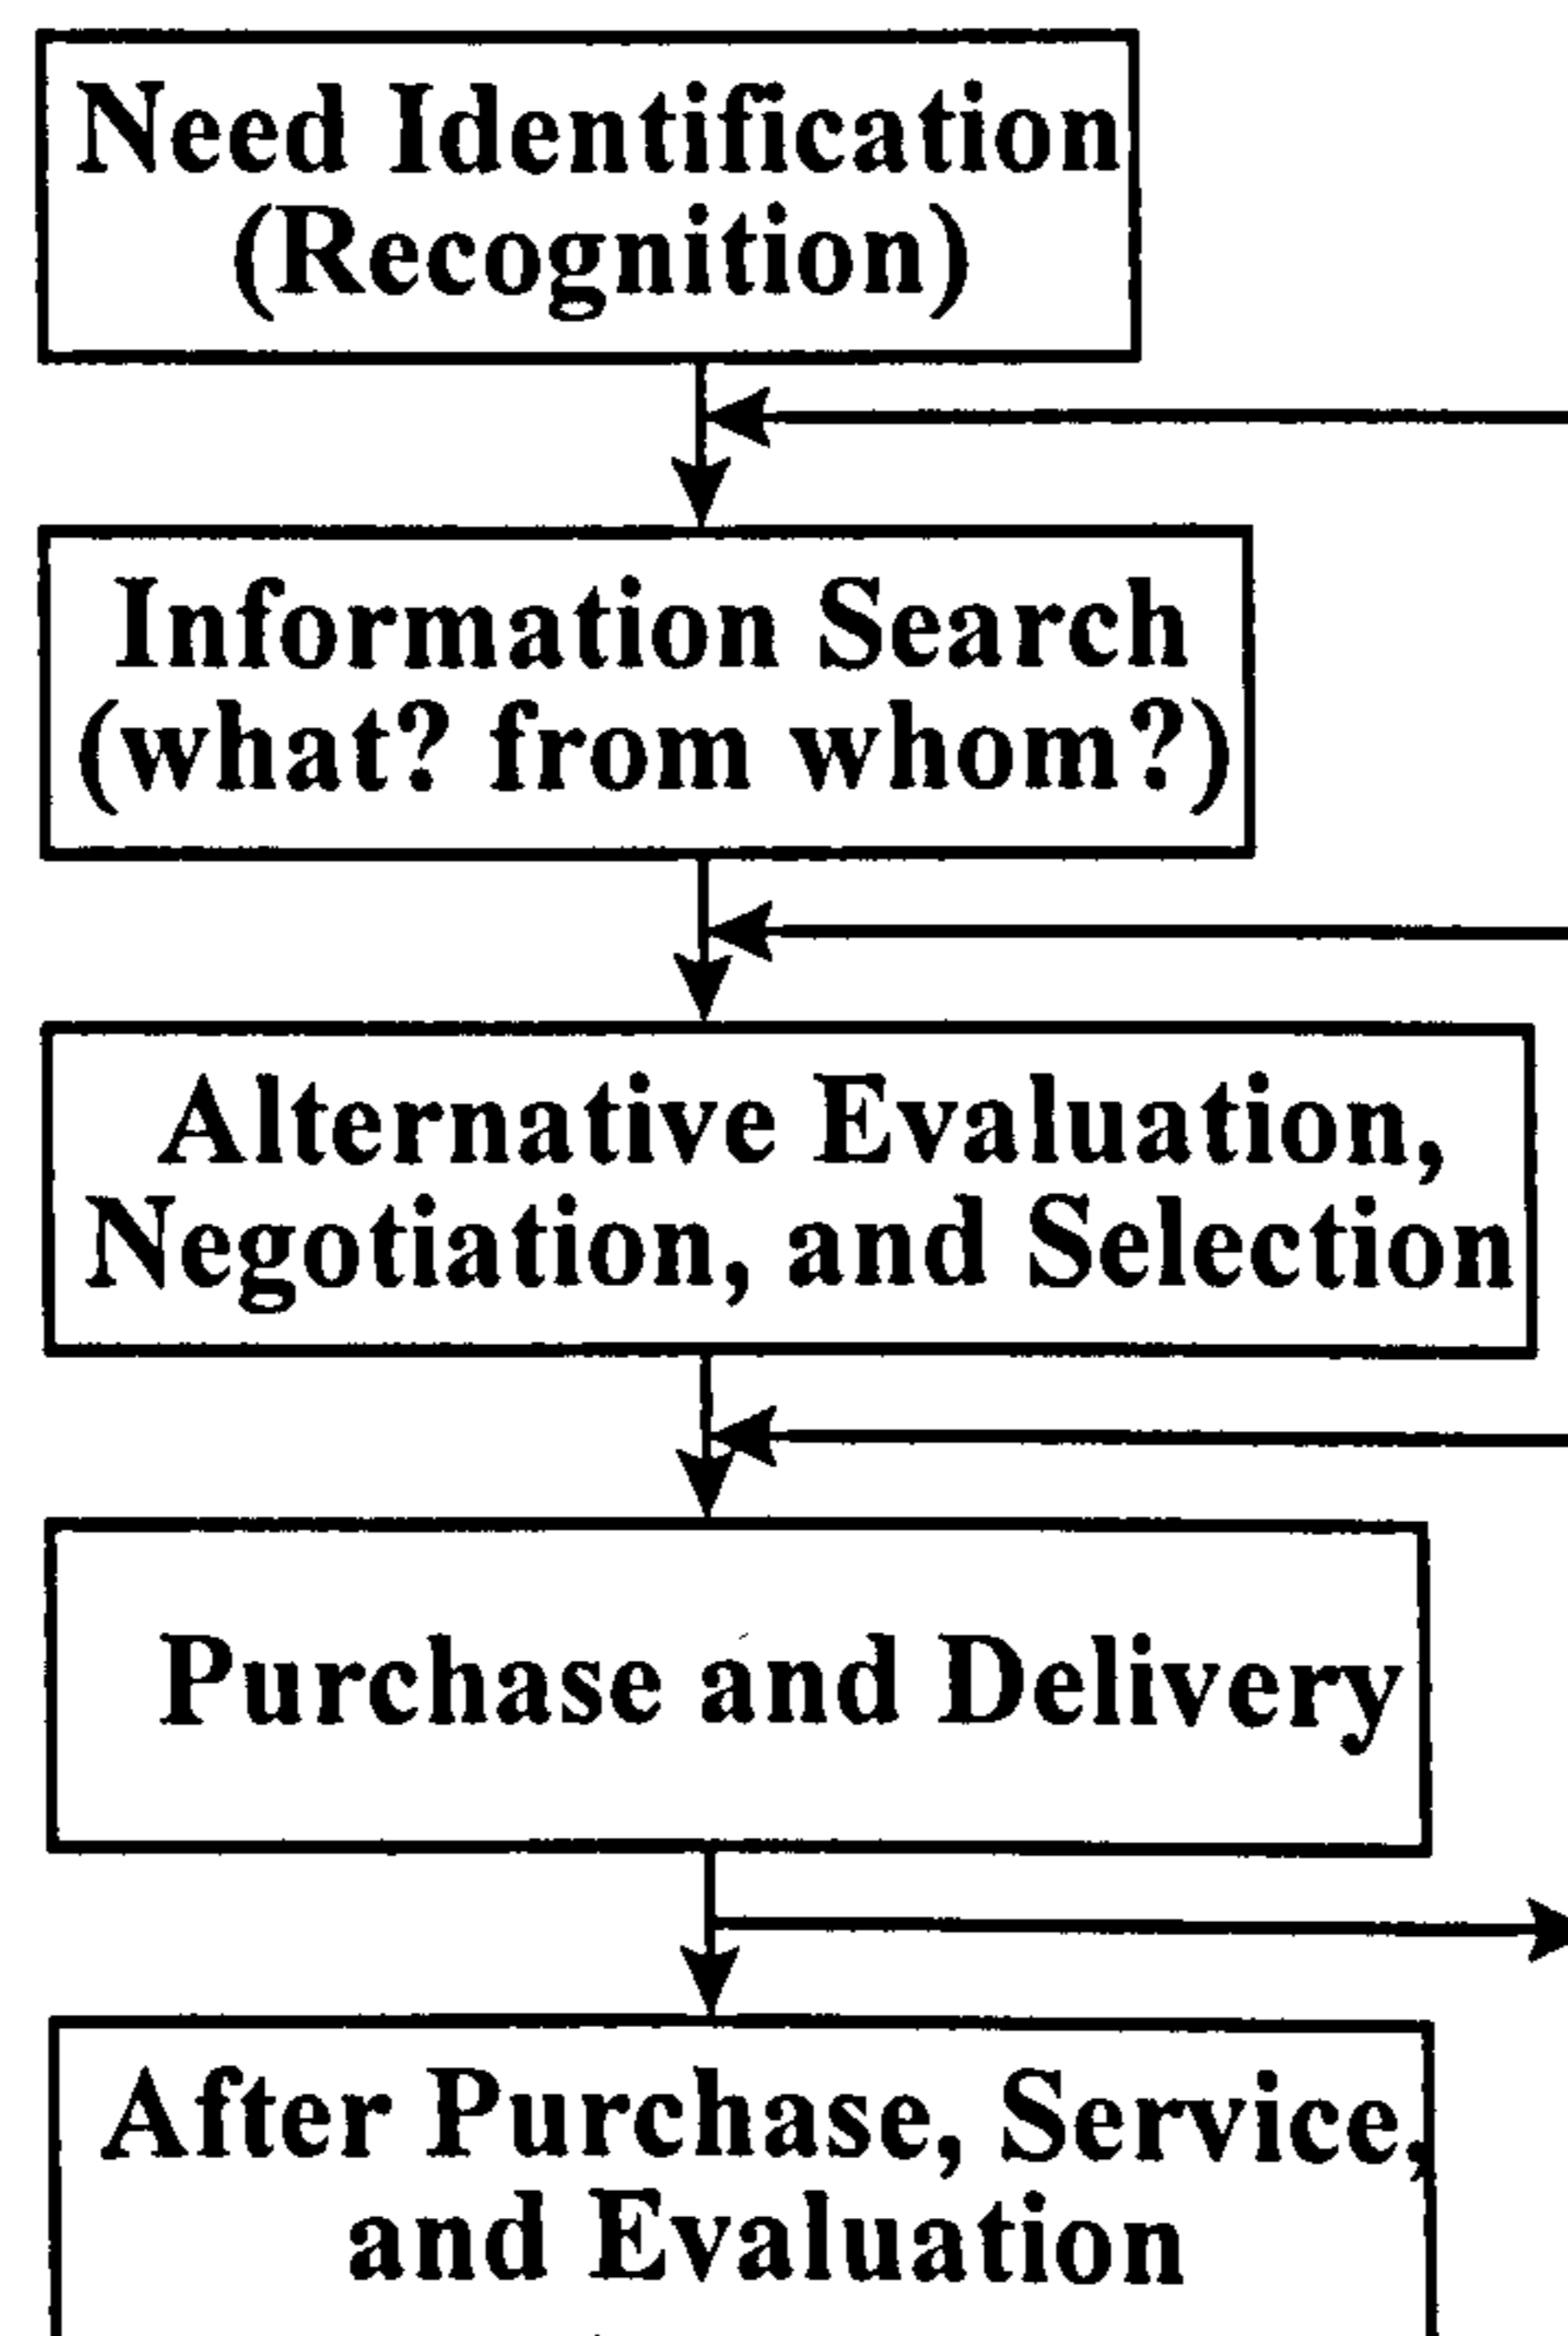 Need Identification
(Recognition)
Information Search
(what? from whom?)
Alternative Evaluation,
Negotiation, and Selection
Purchase and Delivery
After Purchase, Service,
and Evaluation